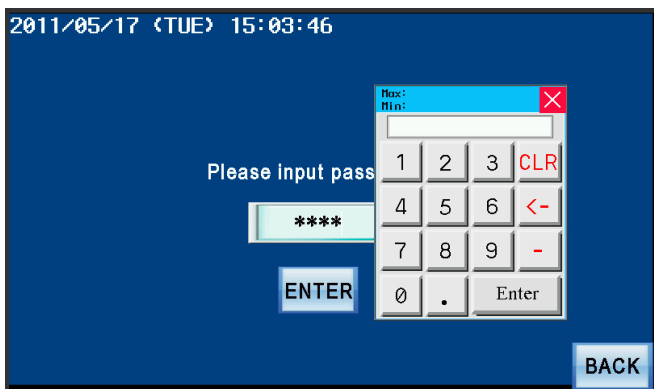 2011/05/17 (TUE) 15:03:46
Max:
Min:
Please input pass
1 2 3 CLR
4 5 6 <-
7 8 9 -
0 . Enter
****
ENTER
BACK